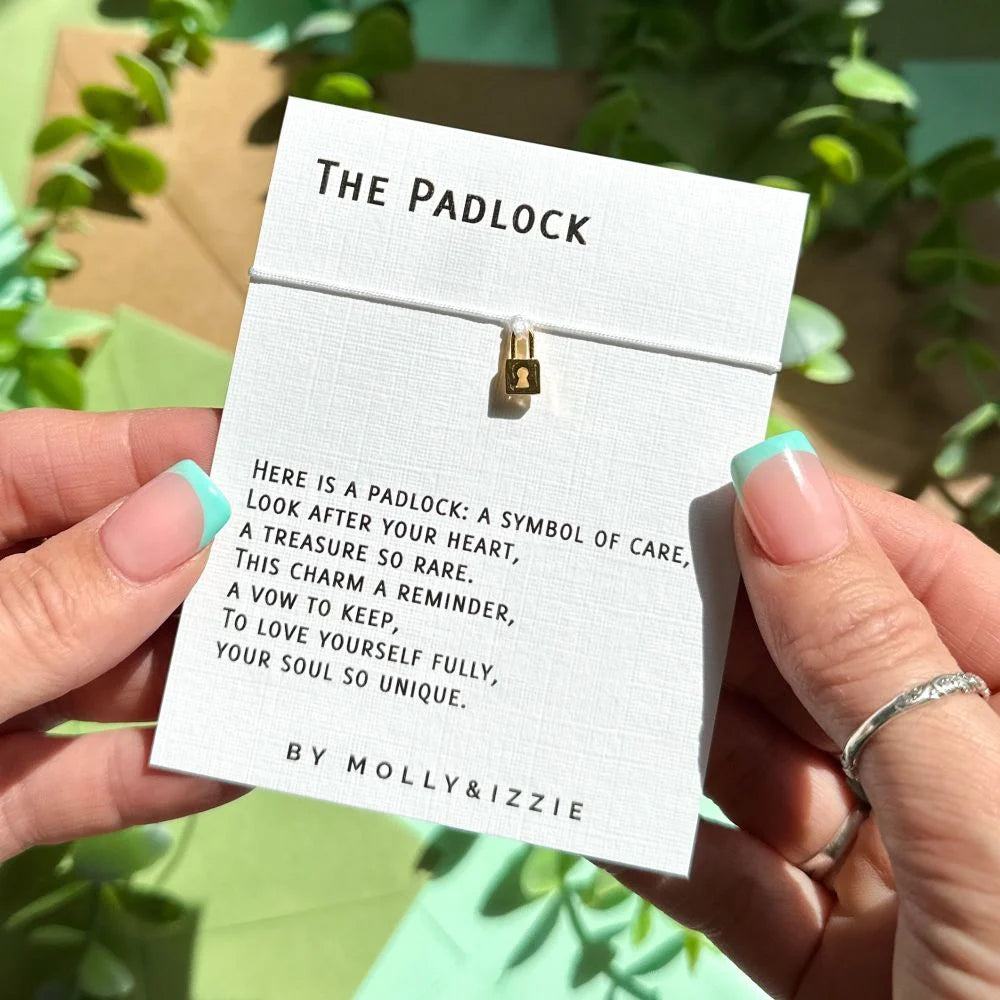 The Padlock
Here is a padlock: a symbol of care,
Look after your heart,
a treasure so rare.
This charm a reminder,
a vow to keep,
To love yourself fully,
your soul so unique.
BY MOLLY&IZZIE